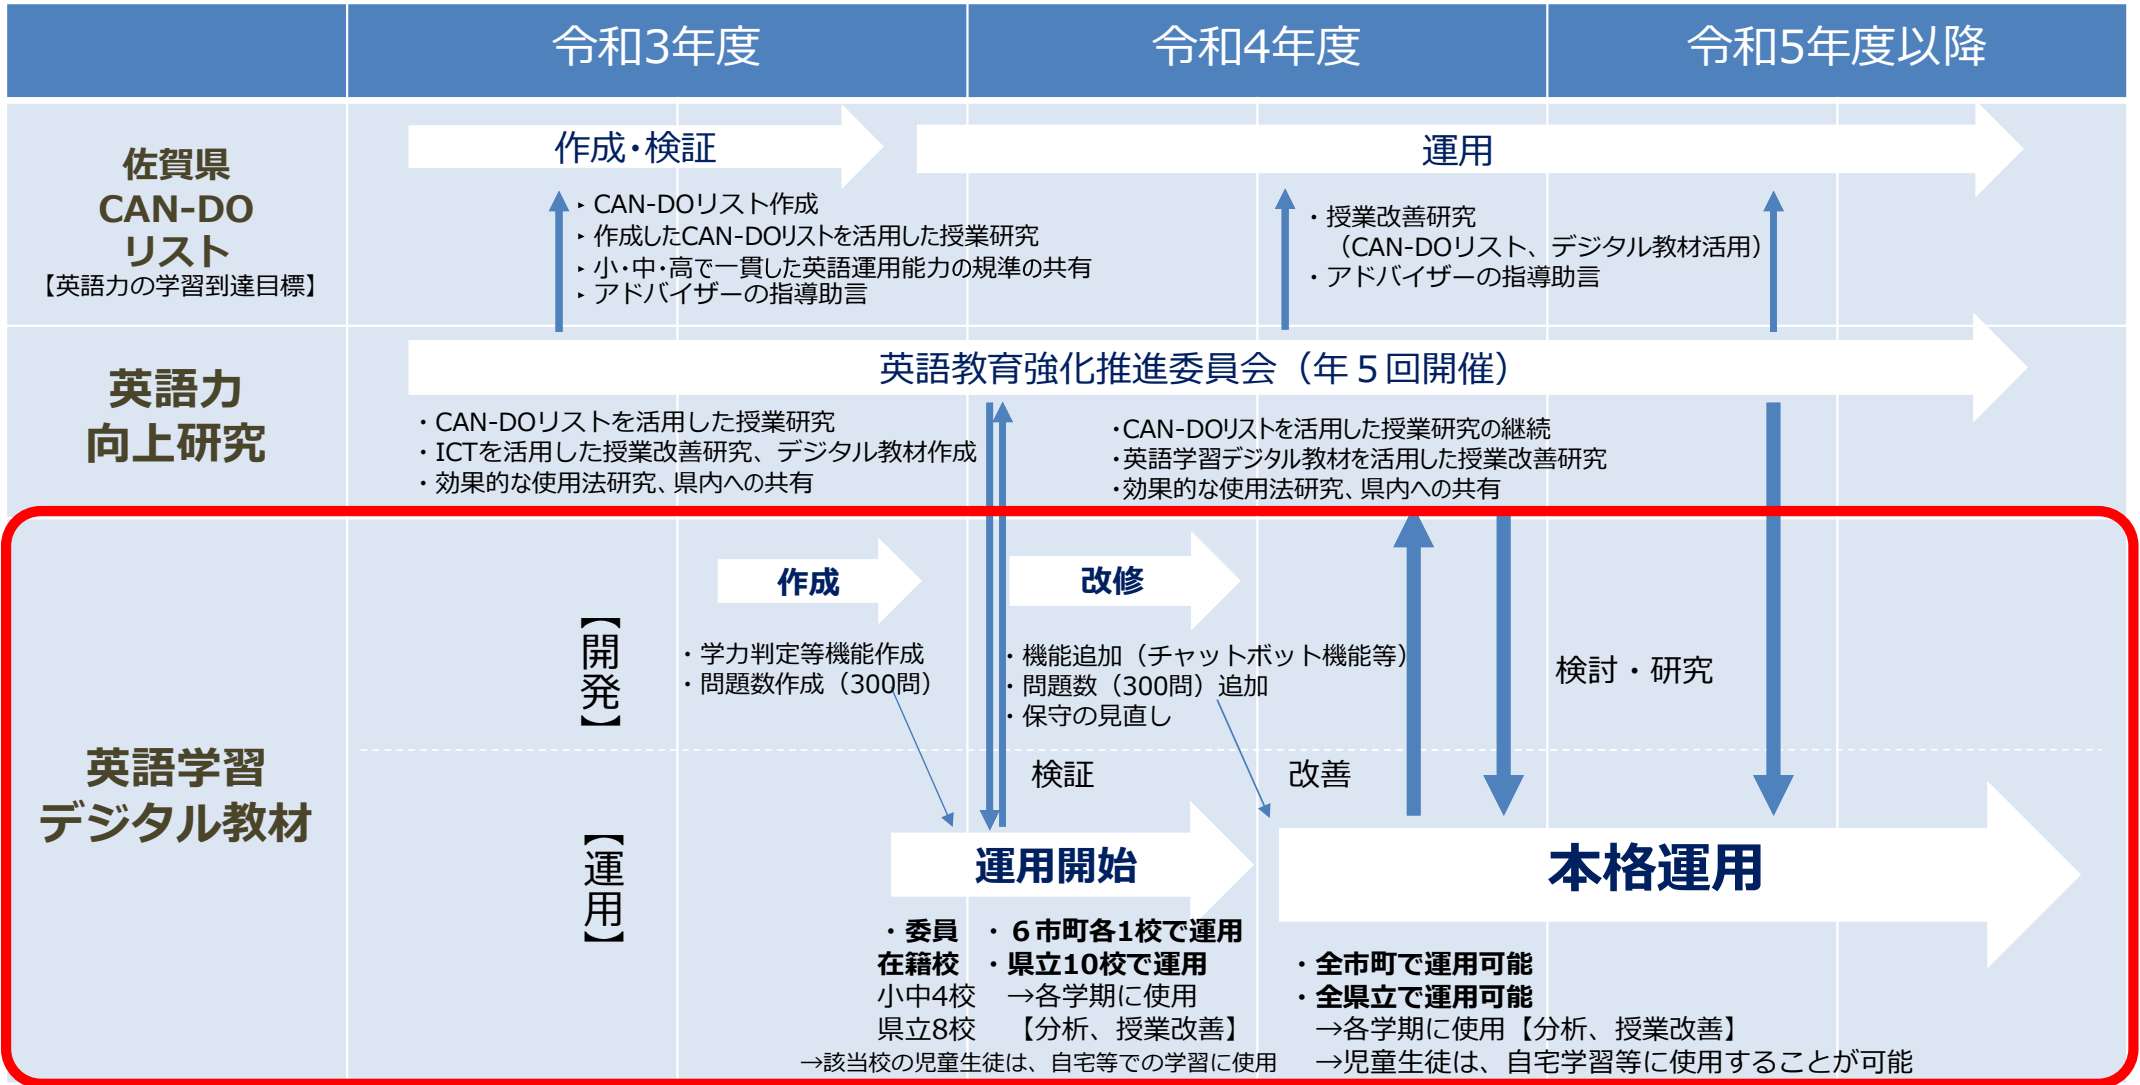 令和3年度
令和4年度
令和5年度以降
佐賀県
CAN-DO
リスト
【英語力の学習到達目標】
作成・検証
運用
‣ CAN-DOリスト作成
‣ 作成したCAN-DOリストを活用した授業研究
‣ 小・中・高で一貫した英語運用能力の規準の共有
‣ アドバイザーの指導助言
・授業改善研究
（CAN-DOリスト、デジタル教材活用）
・アドバイザーの指導助言
英語力
向上研究
英語教育強化推進委員会（年５回開催）
・CAN-DOリストを活用した授業研究
・ICTを活用した授業改善研究、デジタル教材作成
・効果的な使用法研究、県内への共有
・CAN-DOリストを活用した授業研究の継続
・英語学習デジタル教材を活用した授業改善研究
・効果的な使用法研究、県内への共有
英語学習
デジタル教材
【開発】
作成
・学力判定等機能作成
・問題数作成（300問）
改修
・機能追加（チャットボット機能等）
・問題数（300問）追加
・保守の見直し
検討・研究
検証
改善
【運用】
運用開始
本格運用
・委員
在籍校
小中4校
県立8校
・６市町各1校で運用
・県立10校で運用
→各学期に使用
【分析、授業改善】
→該当校の児童生徒は、自宅等での学習に使用
・全市町で運用可能
・全県立で運用可能
→各学期に使用【分析、授業改善】
→児童生徒は、自宅学習等に使用することが可能